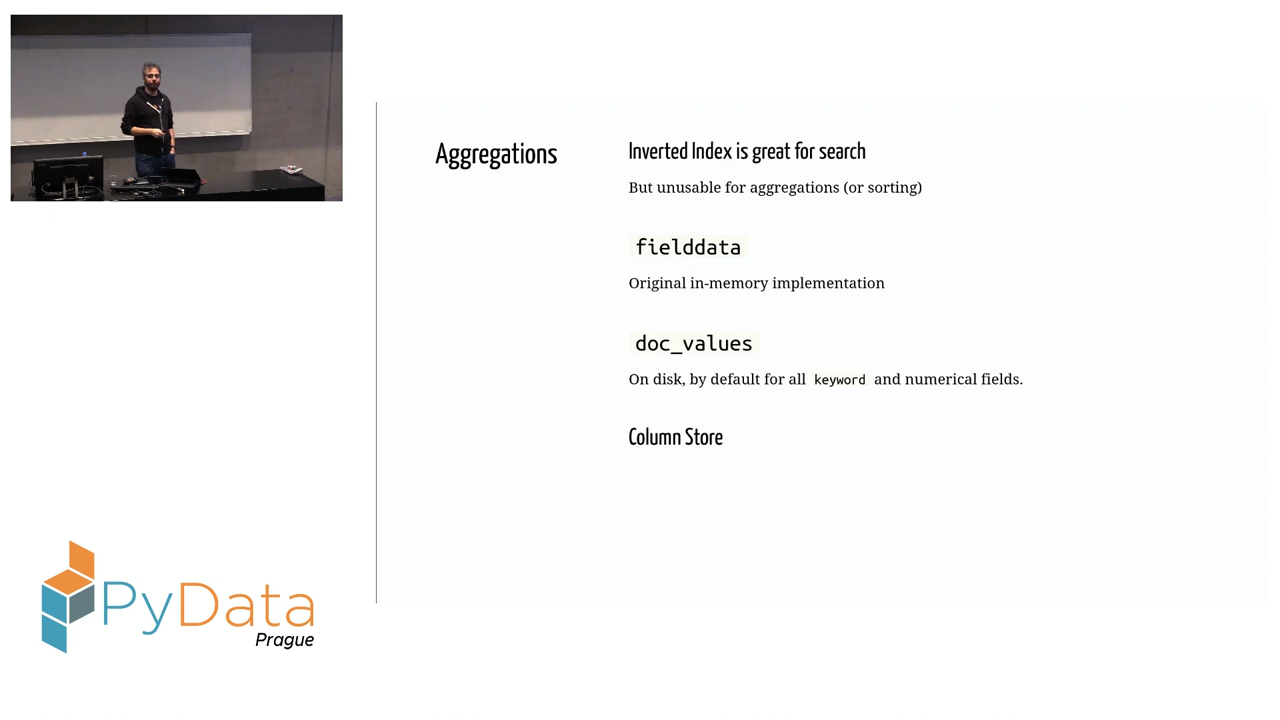 Aggregations
Inverted Index is great for search
But unusable for aggregations (or sorting)
fielddata
Original in-memory implementation
doc_values
On disk, by default for all keyword and numerical fields.
Column Store
PyData
Prague